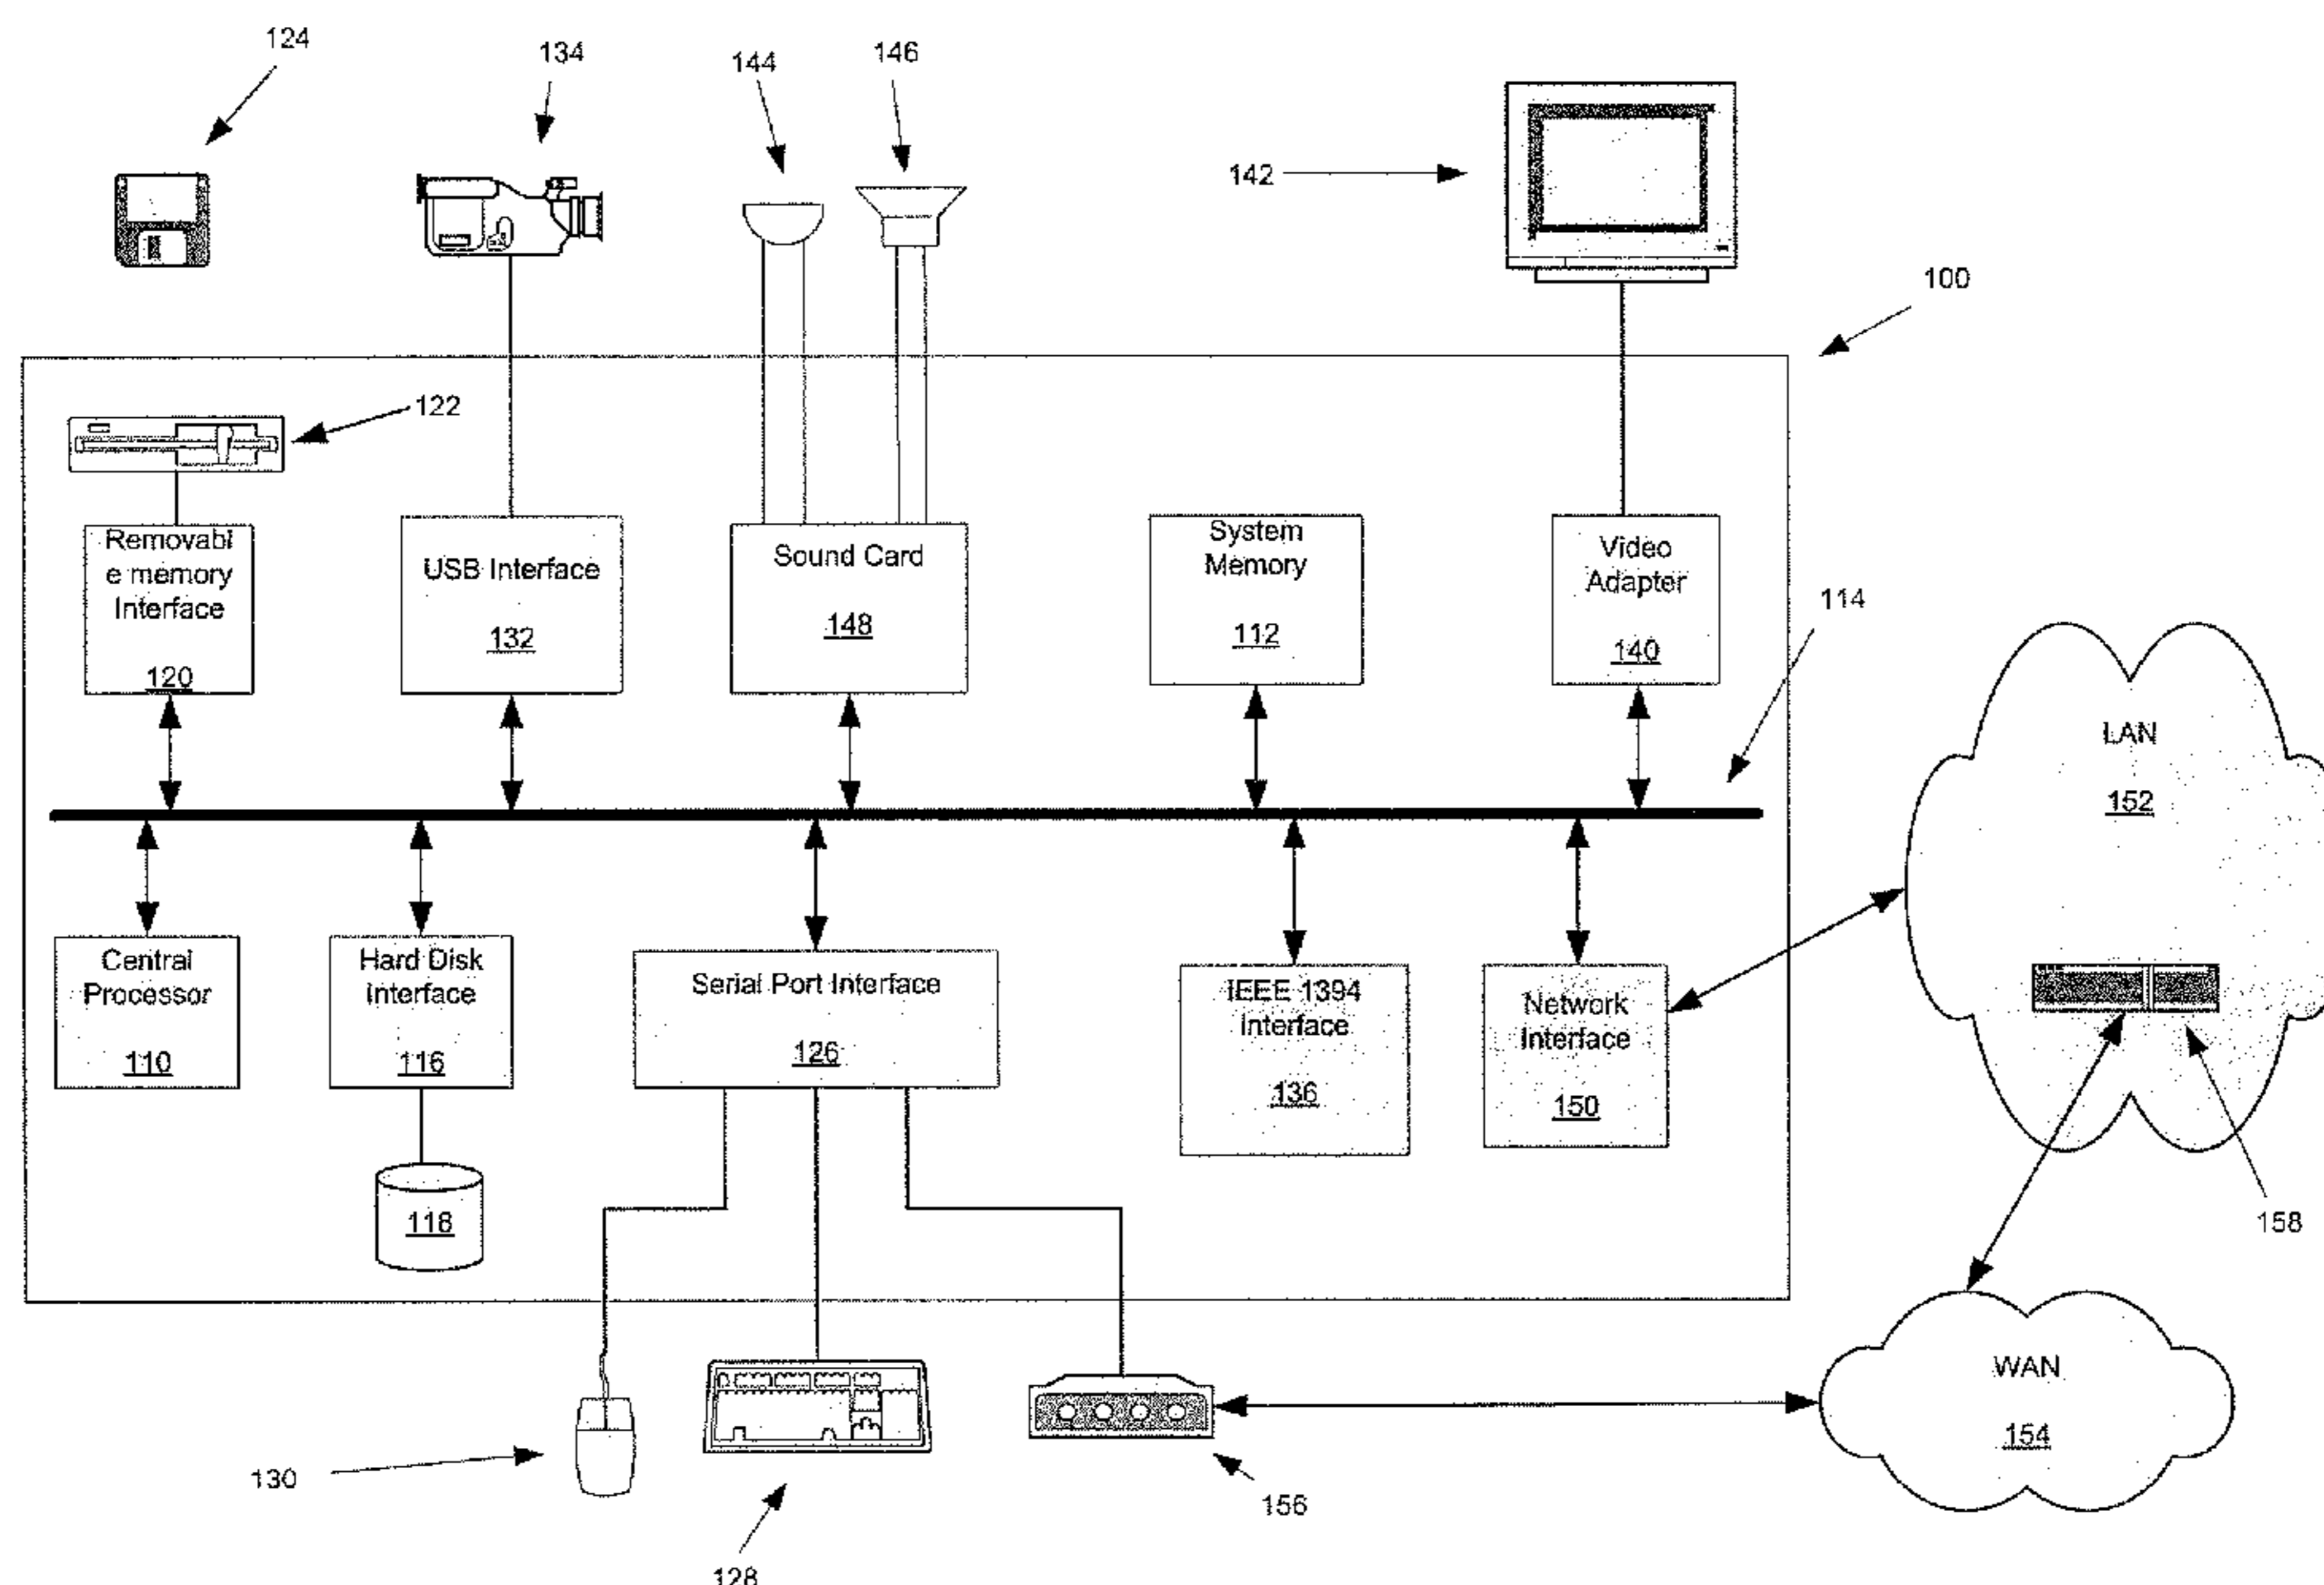 124
134
144
146
142
100
122
Removabl
e memory
Interface
120
USB Interface
132
Sound Card
148
System
Memory
112
Video
Adapter
140
114
LAN
152
Central
Processor
110
Hard Disk
Interface
116
Serial Port Interface
126
IEEE 1394
Interface
136
Network
Interface
150
118
158
WAN
154
130
128
156